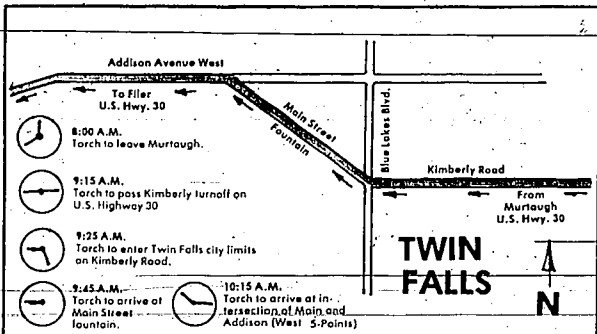 Addison Avenue West
To Filer
U.S. Hwy. 30
Main Street
Fountain
Blue Lakes Blvd.
Kimberly Road
From
Murtaugh
U.S. Hwy. 30
8:00 A.M.
Torch to leave Murtaugh.
9:15 A.M.
Torch to pass Kimberly turnoff on
U.S. Highway 30
9:25 A.M.
Torch to enter Twin Falls city limits
on Kimberly Road.
9:45 A.M.
Torch to arrive at
Main Street
fountain.
10:15 A.M.
Torch to arrive at in-
tersection of Main and
Addison (West 5-Points)
TWIN
FALLS
N